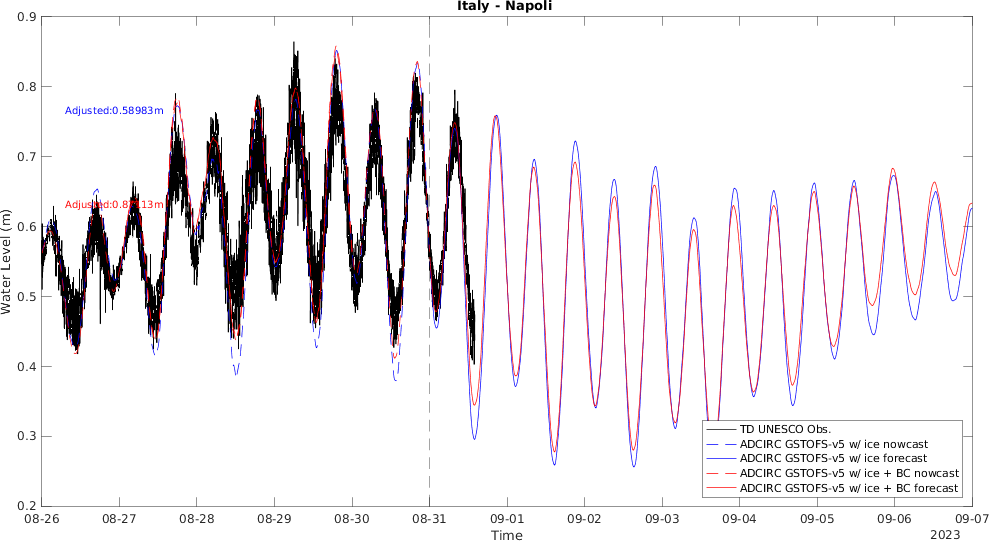 Italy - Napoli
Water Level (m)
0.9
0.8
0.7
0.6
0.5
0.4
0.3
0.2
Adjusted:0.58983m
TD UNESCO Obs.
ADCIRC GSTOFS-v5 w/ ice nowcast
ADCIRC GSTOFS-v5 w/ ice forecast
ADCIRC GSTOFS-v5 w/ ice + BC nowcast
ADCIRC GSTOFS-v5 w/ ice + BC forecast
08-26 08-27 08-28 08-29 08-30 08-31 09-01 09-02 09-03 09-04 09-05 09-06 09-07
Time
2023